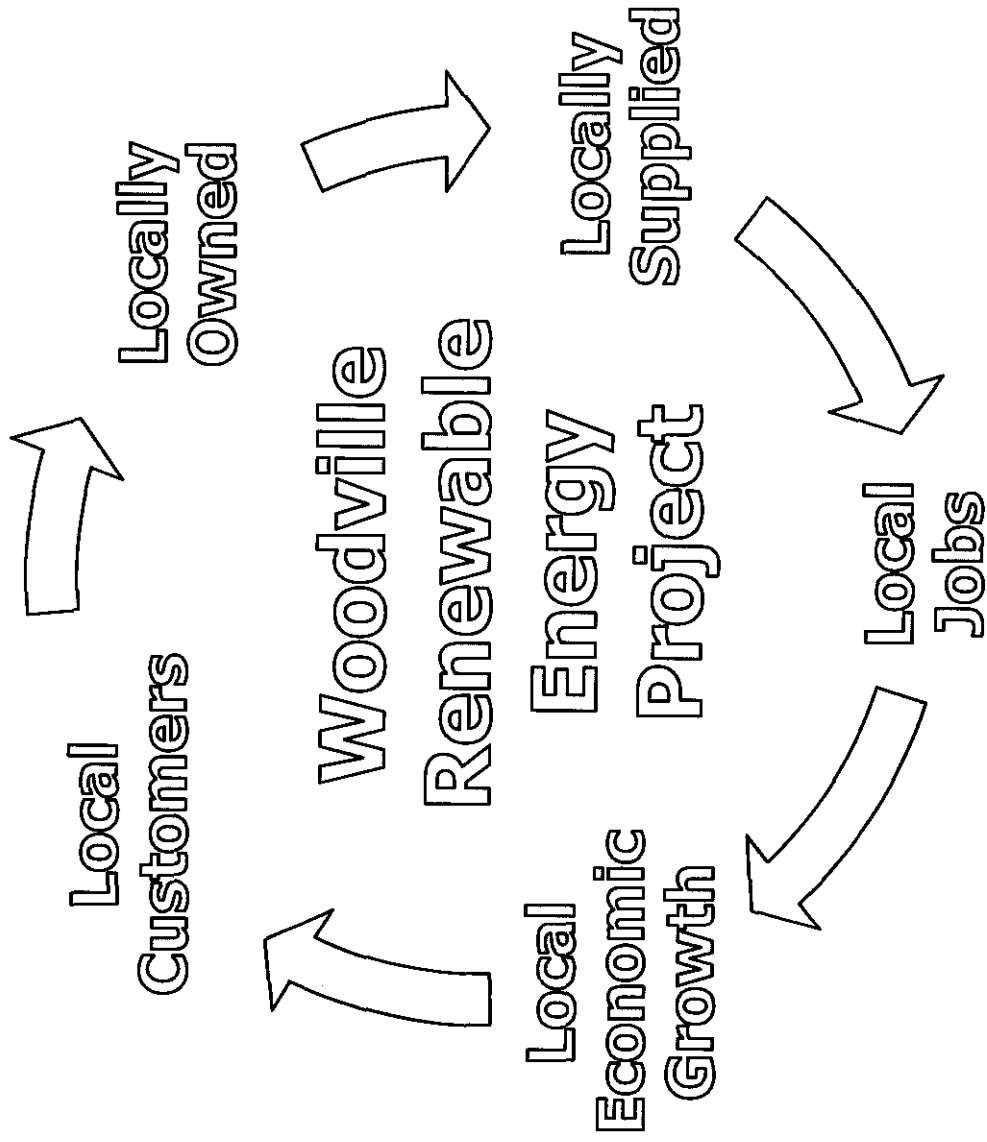 Woodville
Renewable
Energy
Project
Local
Customers
Locally
Owned
Locally
Supplied
Local
Jobs
Local
Economic
Growth